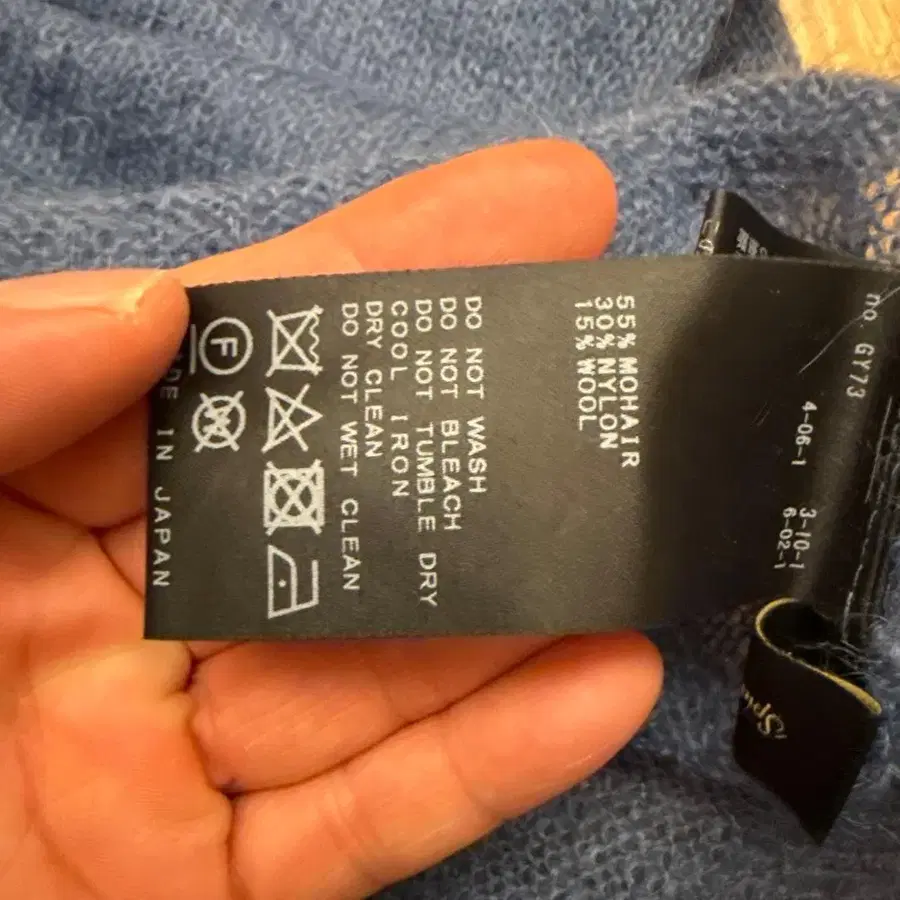 no. GY73
4-06-1
3-10-1
6-02-1
55% MOHAIR
30% NYLON
15% WOOL
DO NOT WASH
DO NOT BLEACH
DO NOT TUMBLE DRY
COOL IRON
DRY CLEAN
DO NOT WET CLEAN
F
W
IN JAPAN